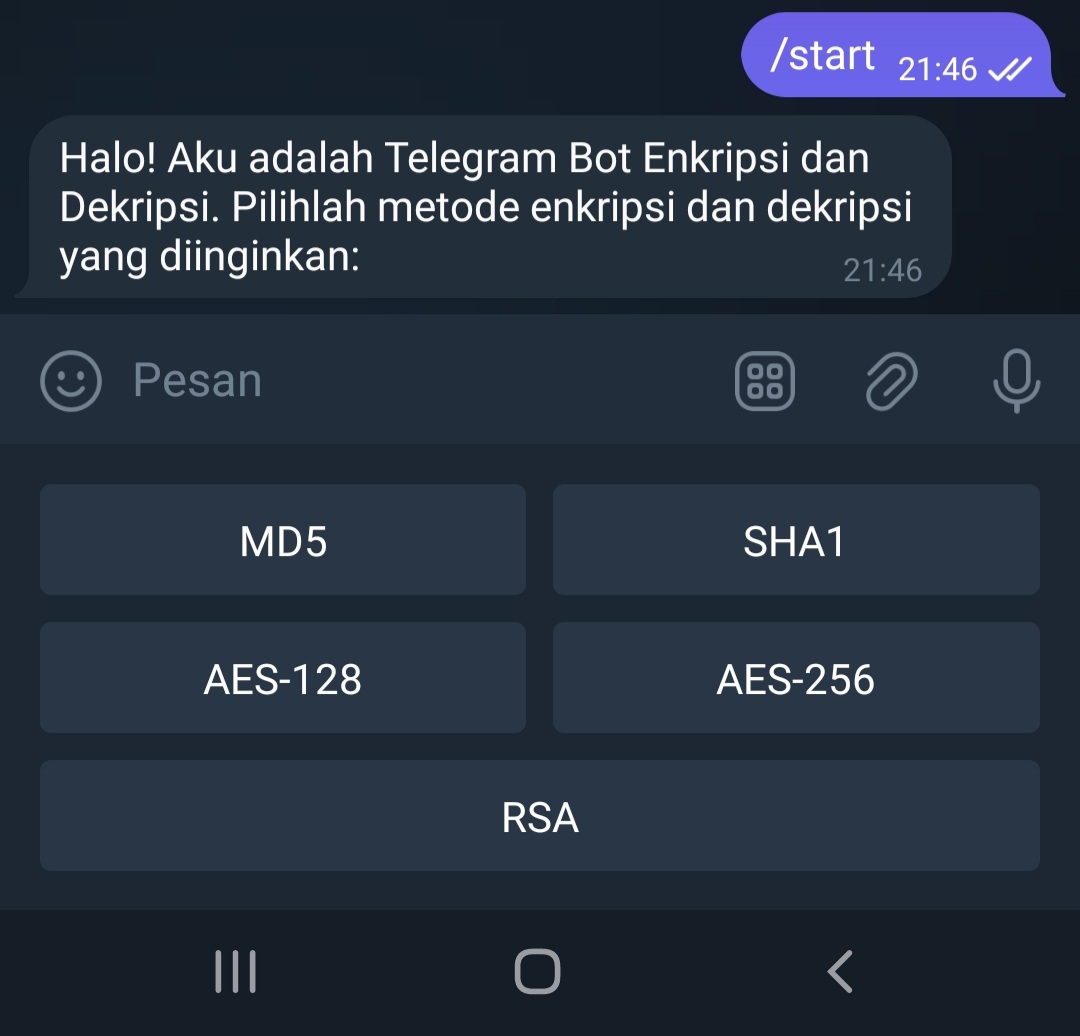 /start 21:46
Halo! Aku adalah Telegram Bot Enkripsi dan
Dekripsi. Pilihlah metode enkripsi dan dekripsi
yang diinginkan:
21:46
Pesan
MD5
SHA1
AES-128
AES-256
RSA